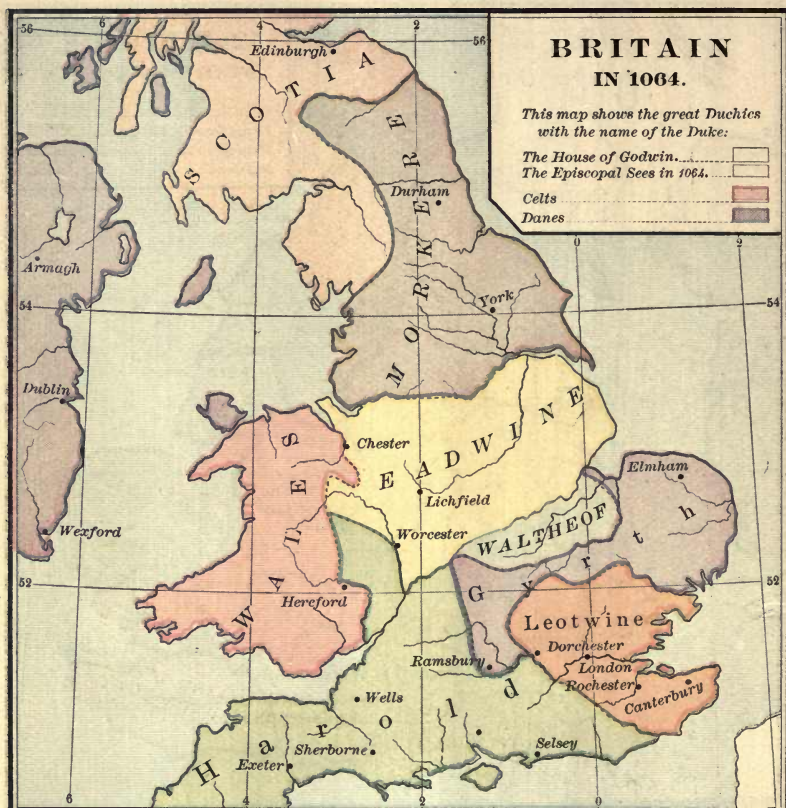 BRITAIN
IN 1064.
This map shows the great Duchies
with the name of the Duke:
The House of Godwin.
The Episcopal Sees in 1064.
Celts
Danes
6
4
2
56
56
Edinburgh
SCOTIA
MORKERE
Durham
0
2
Armagh
54
54
York
Dublin
Chester
EADWINE
Lichfield
Elmham
WALES
WALTHEOF
Wexford
Worcester
52
52
Hereford
Gyrth
Leotwine
Dorchester
London
Ramsbury
Rochester
Canterbury
Wells
Harold
Sherborne
Exeter
Selsey
6
4
2
0